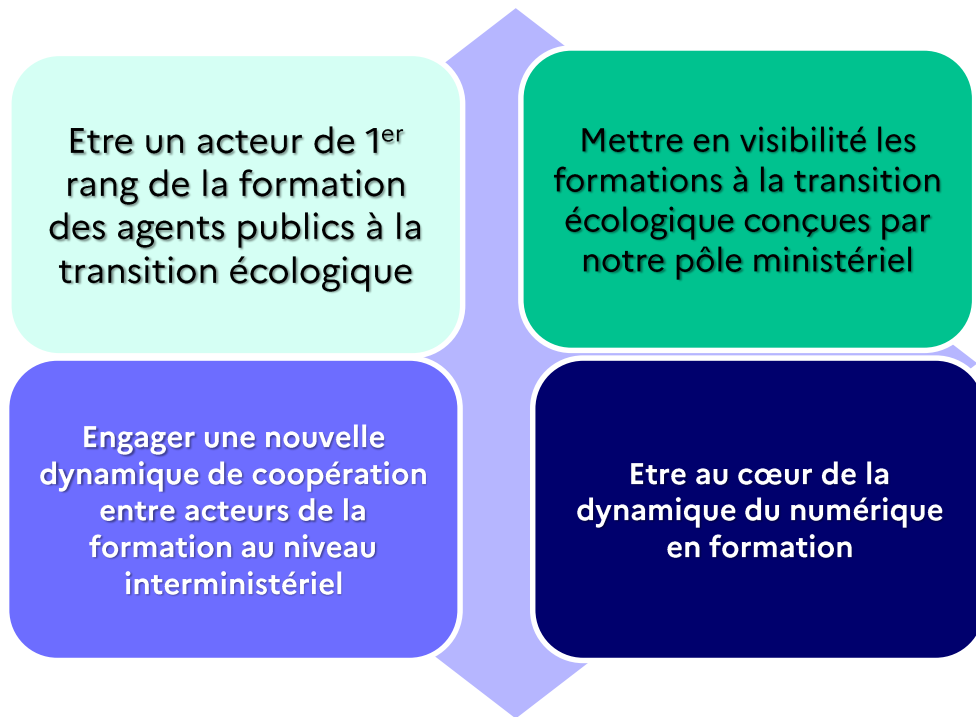 Etre un acteur de 1er
rang de la formation
des agents publics à la
transition écologique
Mettre en visibilité les
formations à la transition
écologique conçues par
notre pôle ministériel
Engager une nouvelle
dynamique de coopération
entre acteurs de la
formation au niveau
interministériel
Etre au cœur de la
dynamique du numérique
en formation